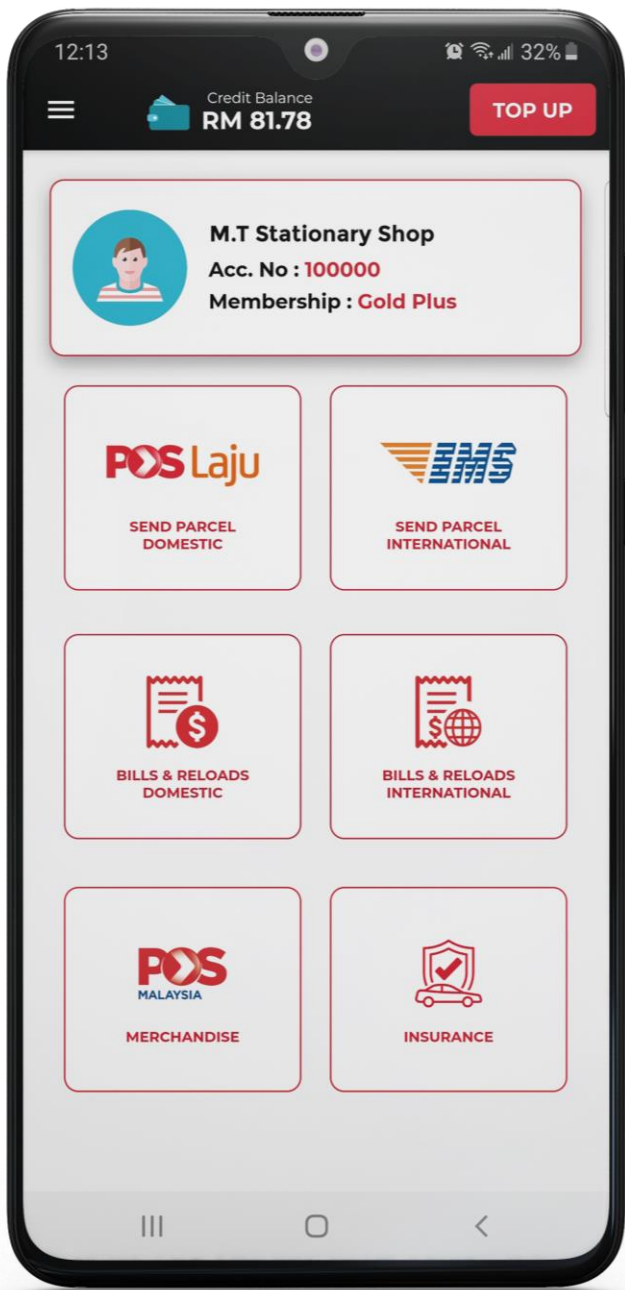 12:13
32%
Credit Balance
RM 81.78
TOP UP
M.T Stationary Shop
Acc. No : 100000
Membership : Gold Plus
POS Laju
SEND PARCEL
DOMESTIC
EMS
SEND PARCEL
INTERNATIONAL
$
BILLS & RELOADS
DOMESTIC
$
BILLS & RELOADS
INTERNATIONAL
POS
MALAYSIA
MERCHANDISE
INSURANCE